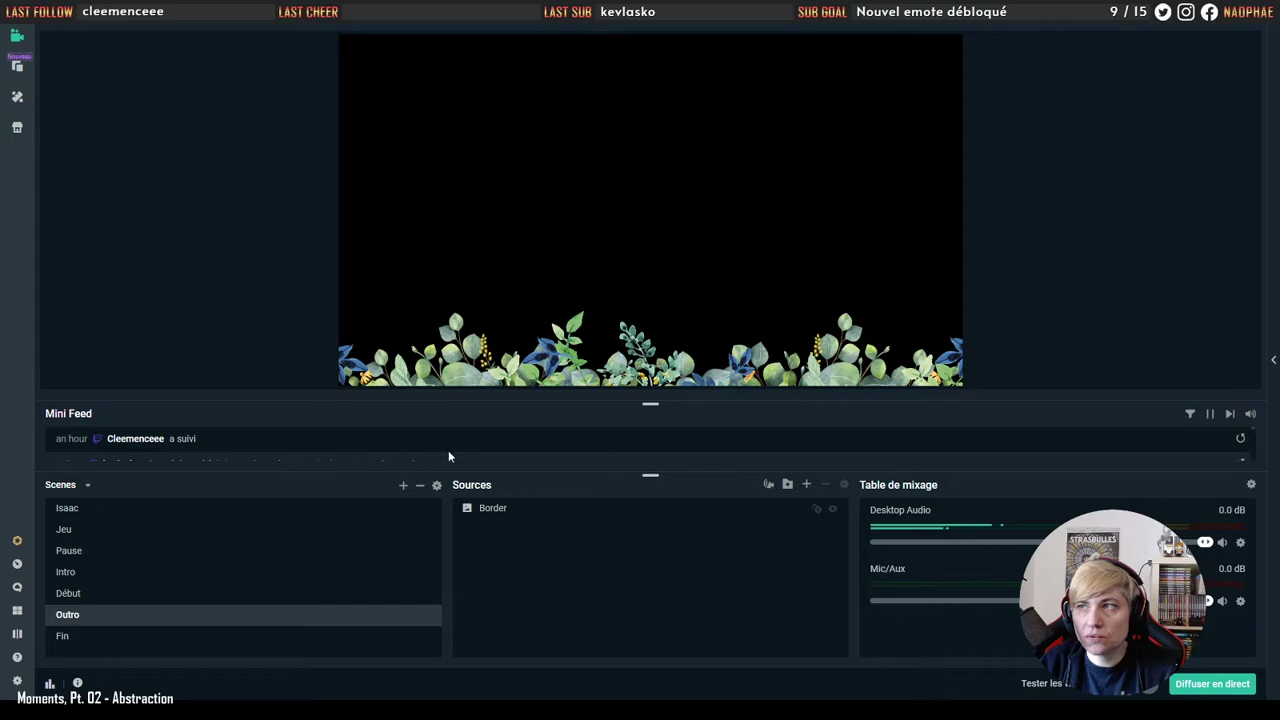 LAST FOLLOW cleemenceee LAST CHEER LAST SUB kevlasko SUB GOAL Nouvel emote débloqué 9 / 15 NAOPHAE
Nouveau
Mini Feed
an hour Cleemenceee a suivi
Scenes
Isaac
Jeu
Pause
Intro
Début
Outro
Fin
Sources
Border
Table de mixage
Desktop Audio 0.0 dB
Mic/Aux 0.0 dB
STRASBULLES
Tester les
Diffuser en direct
Moments, Pt. 02 - Abstraction